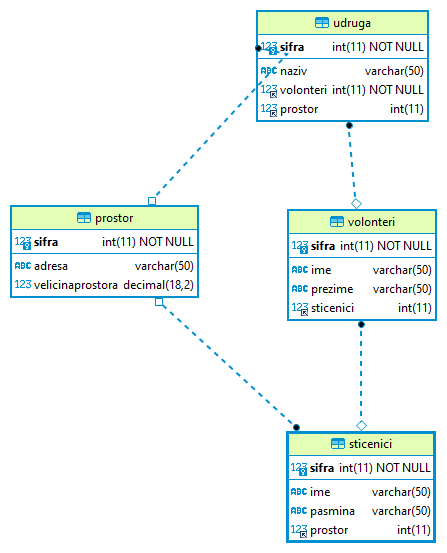 udruga
123 sifra int(11) NOT NULL
ABC naziv varchar(50)
123 volonteri int(11) NOT NULL
123 prostor int(11)
prostor
123 sifra int(11) NOT NULL
ABC adresa varchar(50)
123 velicinaprostora decimal(18,2)
volonteri
123 sifra int(11) NOT NULL
ABC ime varchar(50)
ABC prezime varchar(50)
123 sticenici int(11)
sticenici
123 sifra int(11) NOT NULL
ABC ime varchar(50)
ABC pasmina varchar(50)
123 prostor int(11)